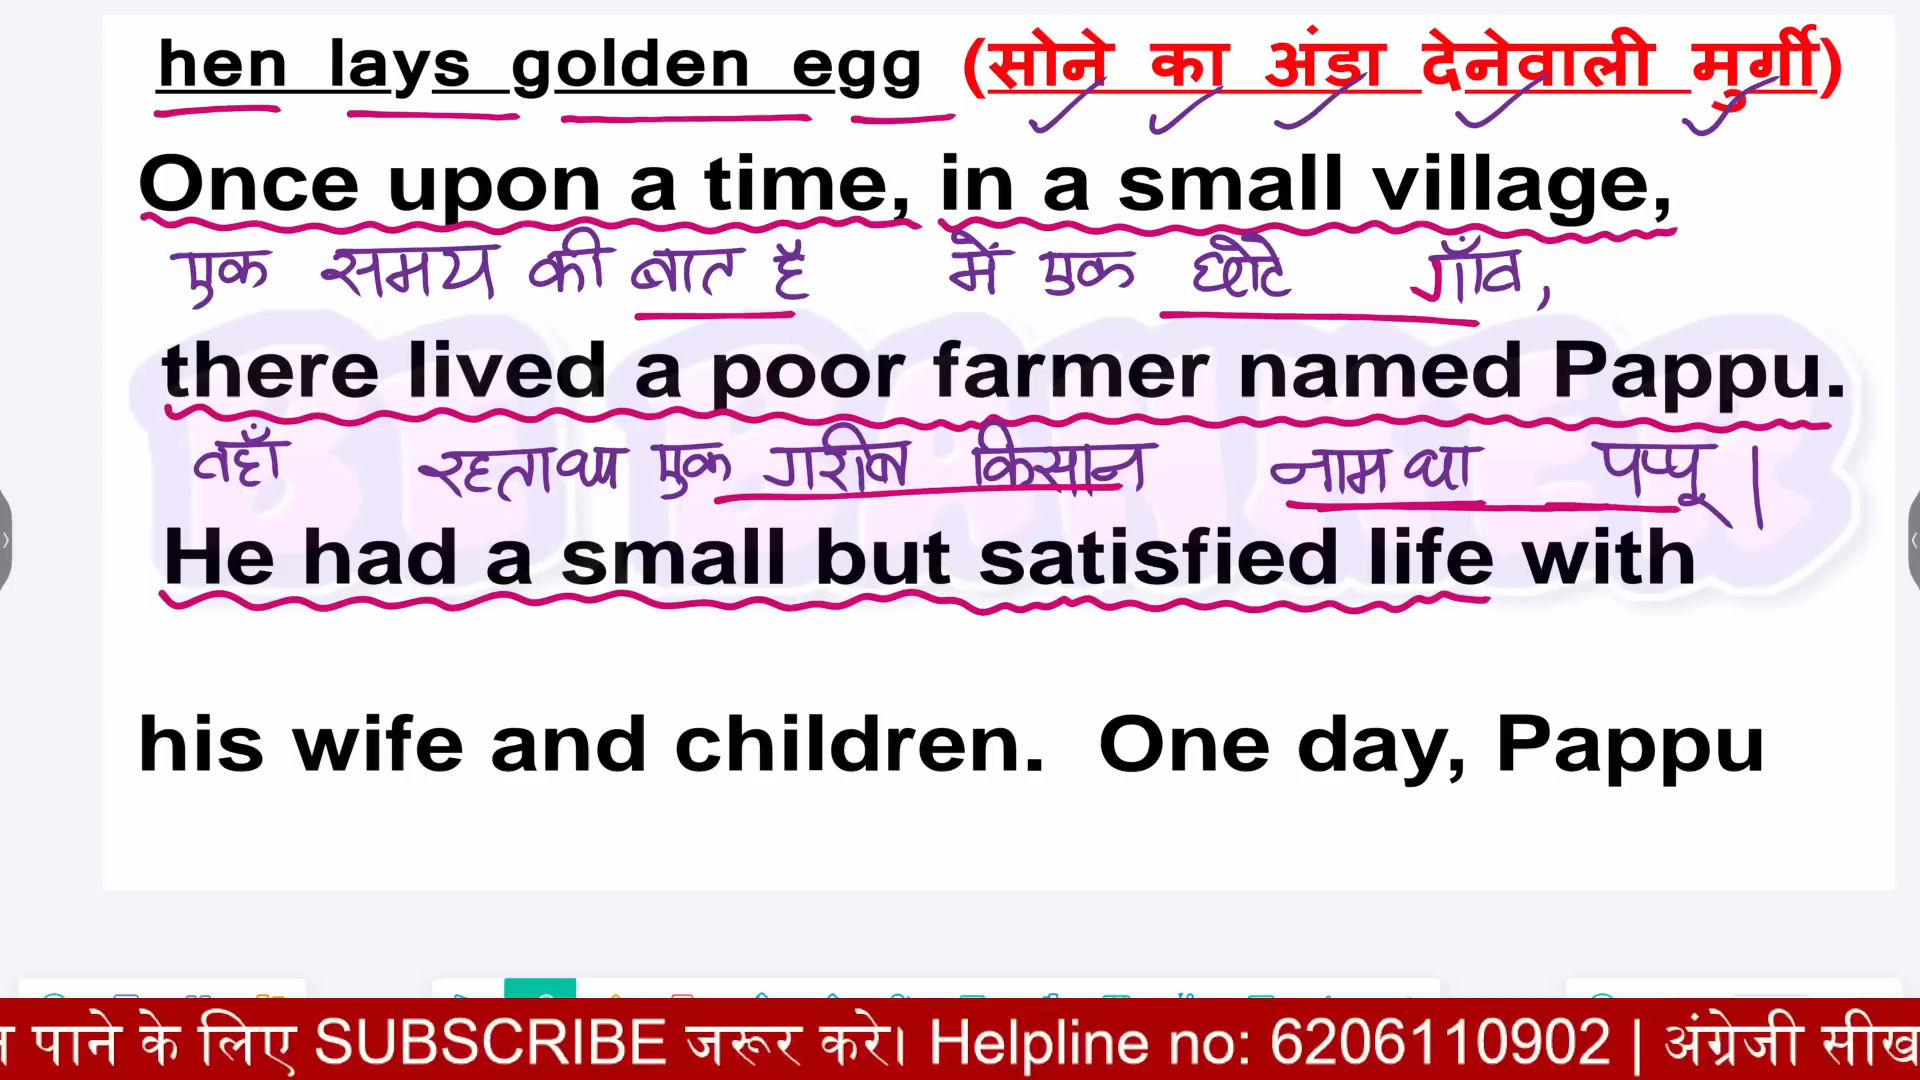 hen lays golden egg (सोने का अंडा देनेवाली मुर्गी)
Once upon a time, in a small village,
एक समय की बात है में एक छोटे गाँव,
there lived a poor farmer named Pappu.
तहाँ रहता था एक गरीब किसान नाम था पप्पू |
He had a small but satisfied life with
his wife and children. One day, Pappu
पाने के लिए SUBSCRIBE जरूर करे। Helpline no: 6206110902 | अंग्रेजी सीख